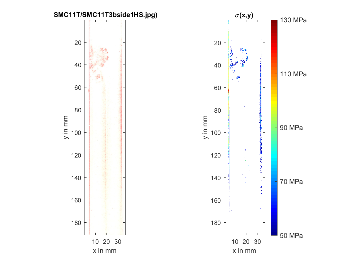 SMC11T/SMC11T3bside1HS.jpg)
σ(x,y)
130 MPa
110 MPa
90 MPa
70 MPa
50 MPa
y in mm
20
40
60
80
100
120
140
160
180
10 20 30
x in mm
y in mm
20
40
60
80
100
120
140
160
180
10 20 30
x in mm